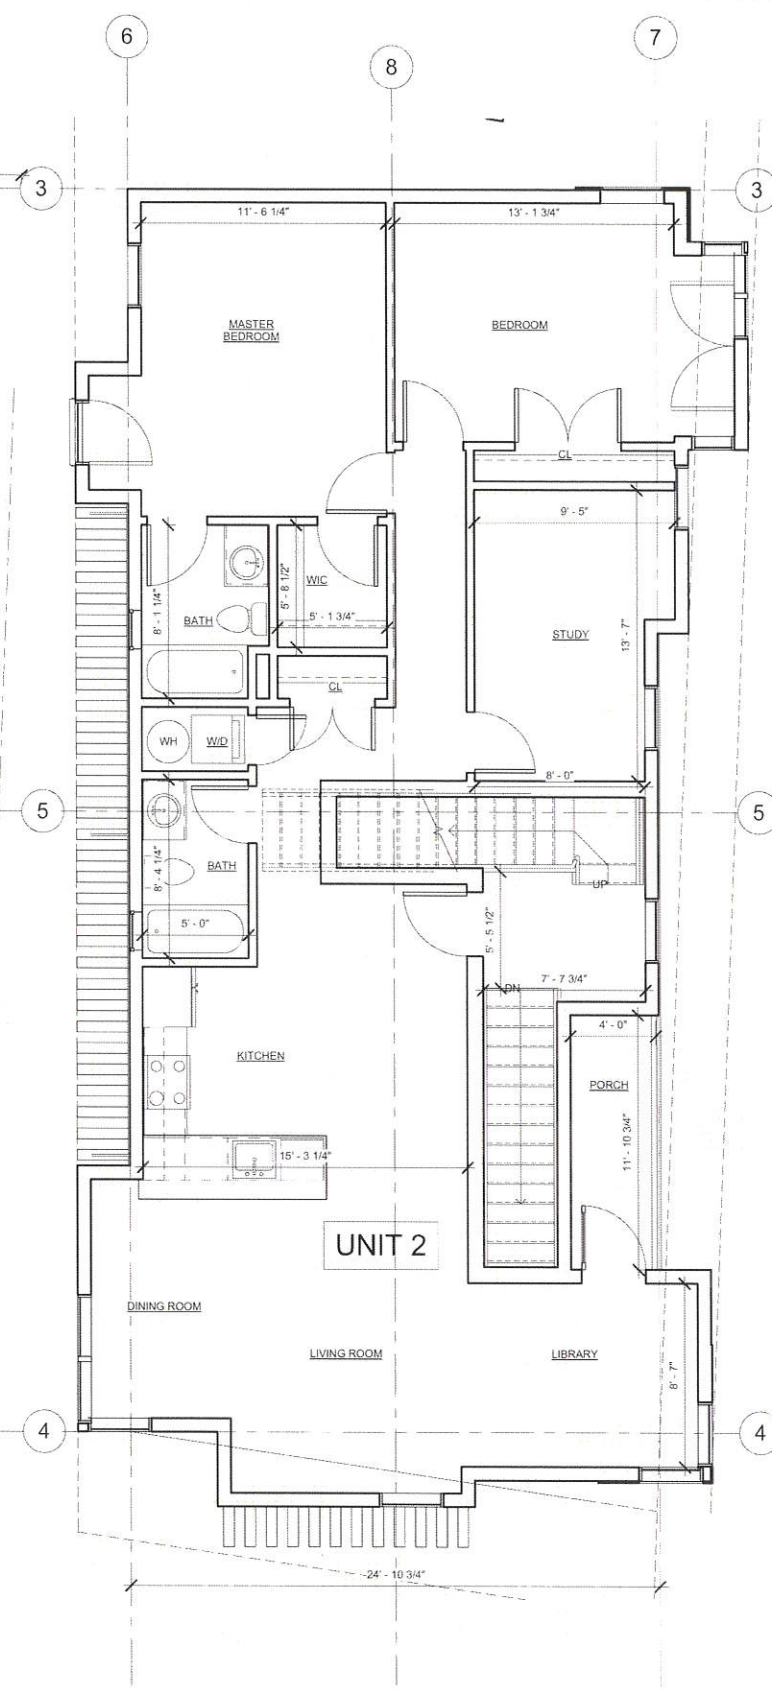 6
8
7
3
3
11' - 6 1/4"
13' - 1 3/4"
MASTER
BEDROOM
BEDROOM
CL
9' - 5"
WIC
5' - 8 1/2"
5' - 1 3/4"
8' - 1 1/4"
BATH
STUDY
13' - 7"
CL
WH
W/D
8' - 0"
5
5
BATH
8' - 4 1/4"
UP
5' - 0"
5' - 5 1/2"
7' - 7 3/4"
DN
4' - 0"
KITCHEN
PORCH
11' - 10 3/4"
15' - 3 1/4"
UNIT 2
DINING ROOM
LIVING ROOM
LIBRARY
8' - 7"
4
4
24' - 10 3/4"